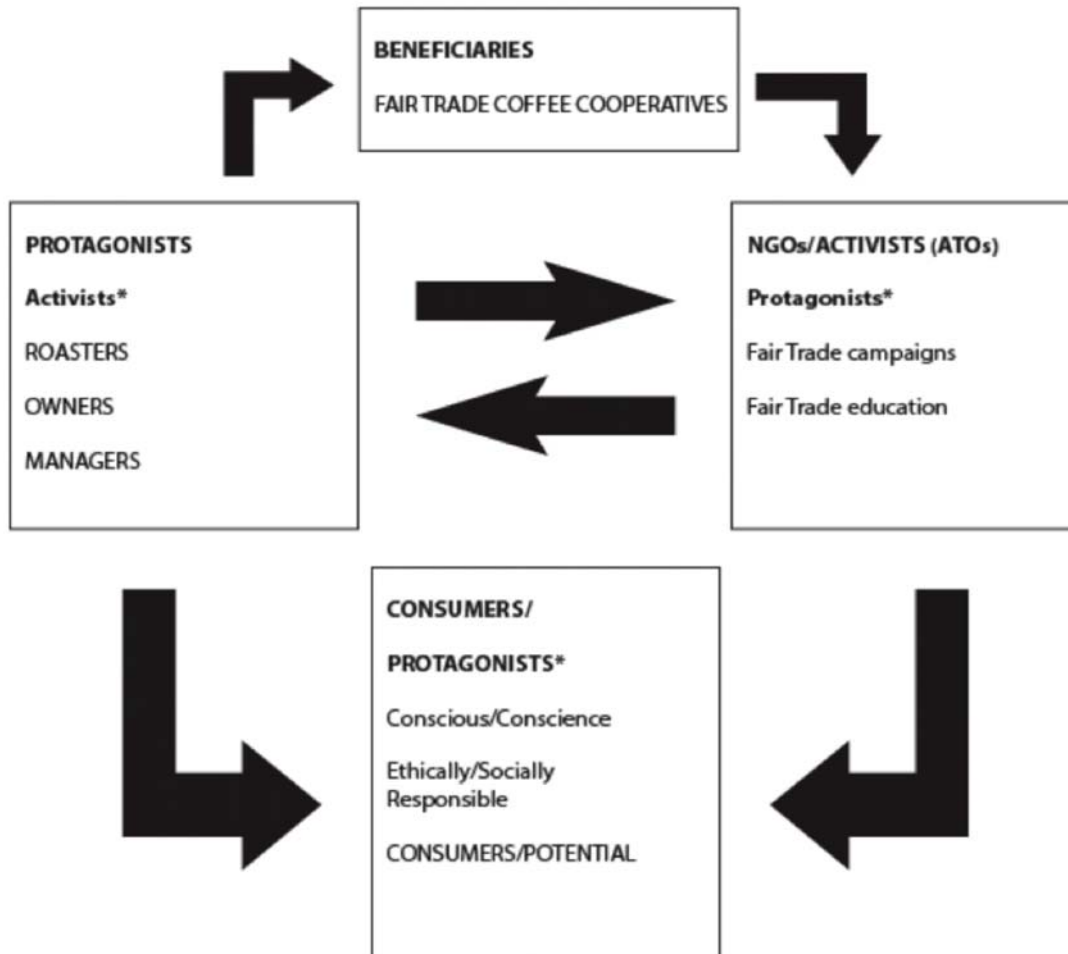 BENEFICIARIES
FAIR TRADE COFFEE COOPERATIVES
PROTAGONISTS
Activists*
ROASTERS
OWNERS
MANAGERS
NGOs/ACTIVISTS (ATOs)
Protagonists*
Fair Trade campaigns
Fair Trade education
CONSUMERS/
PROTAGONISTS*
Conscious/Conscience
Ethically/Socially
Responsible
CONSUMERS/POTENTIAL